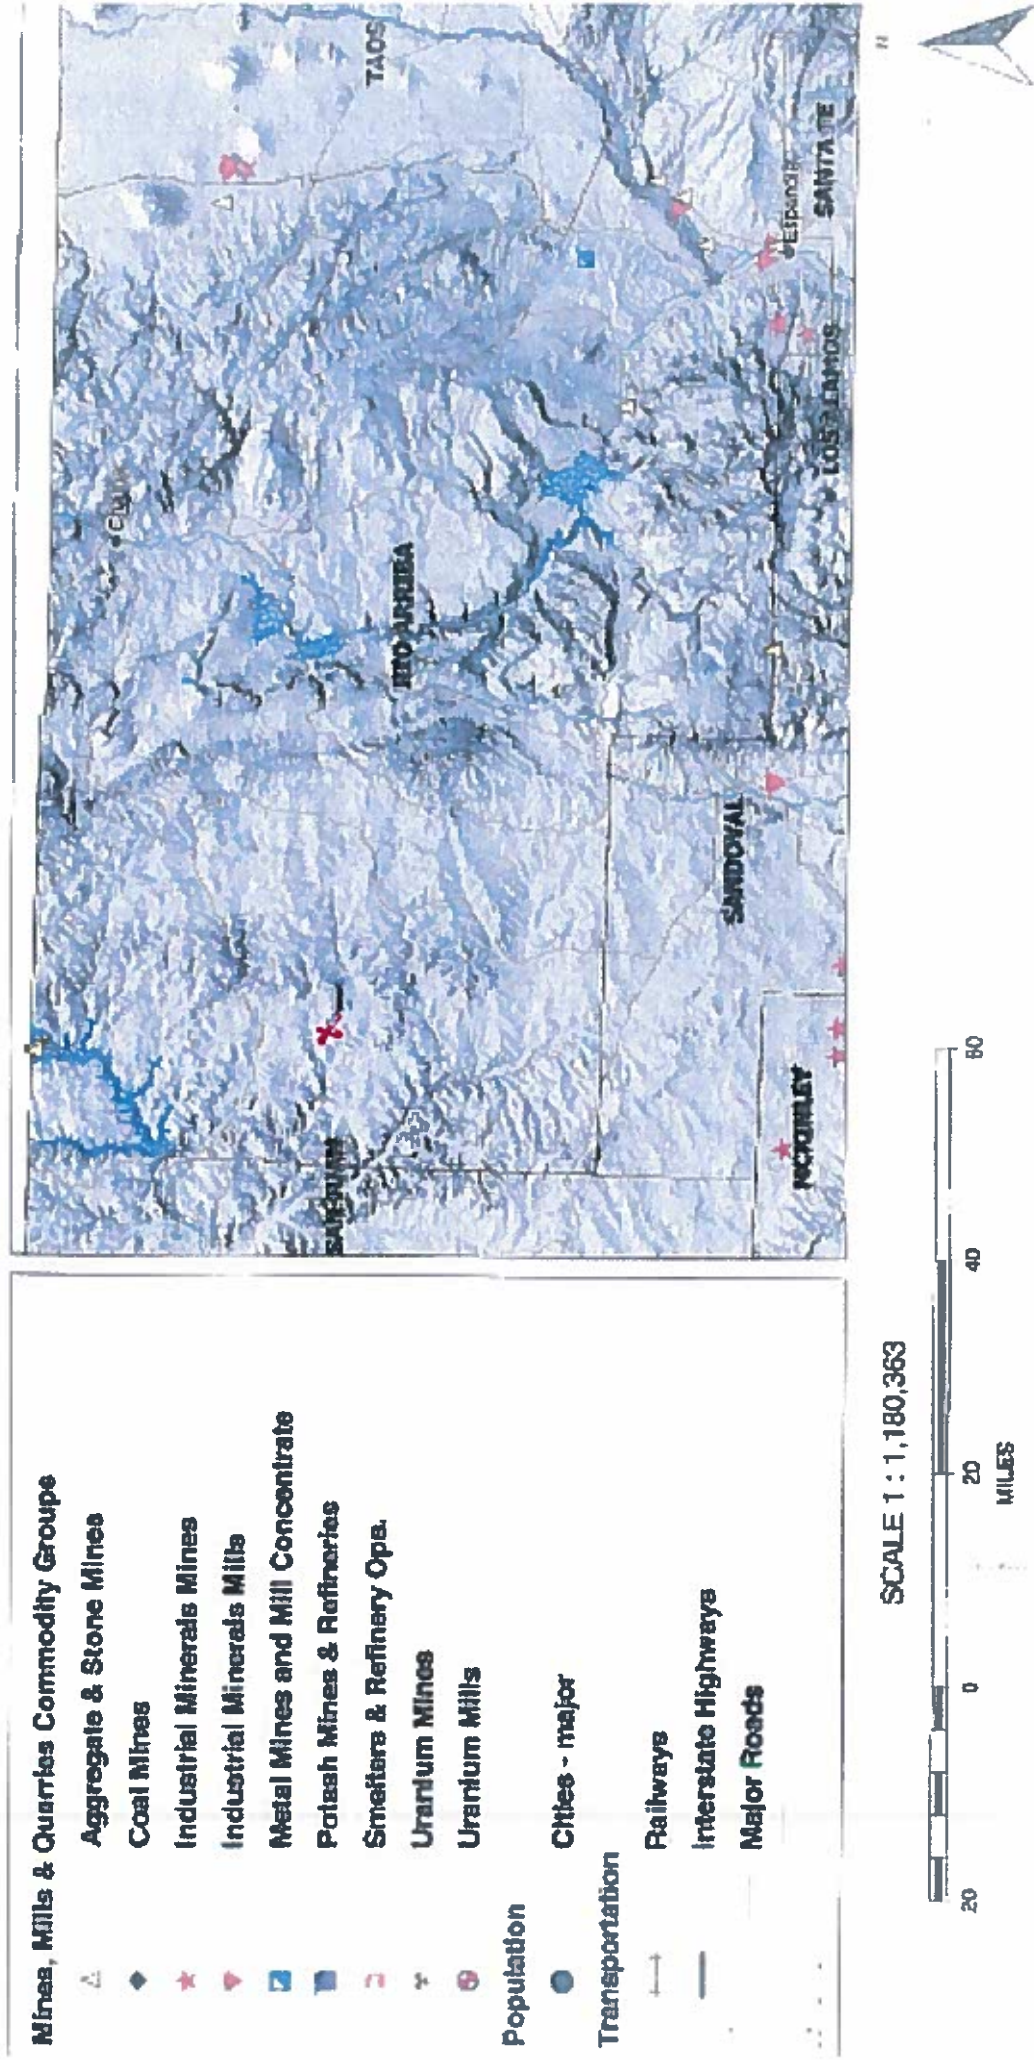 Mines, Mills & Quarries Commodity Groups
Aggregate & Stone Mines
Coal Mines
Industrial Minerals Mines
Industrial Minerals Mills
Metal Mines and Mill Concentrate
Potash Mines & Refineries
Smelters & Refinery Ops.
Uranium Mines
Uranium Mills
Population
Cities - major
Transportation
Railways
Interstate Highways
Major Roads
TAOS
RIO ARRIBA
SAN JUAN
SANDOVAL
MCKINLEY
LOS ALAMOS
SANTA FE
SCALE 1 : 1,180,363
20 0 20 40 60
MILES
N